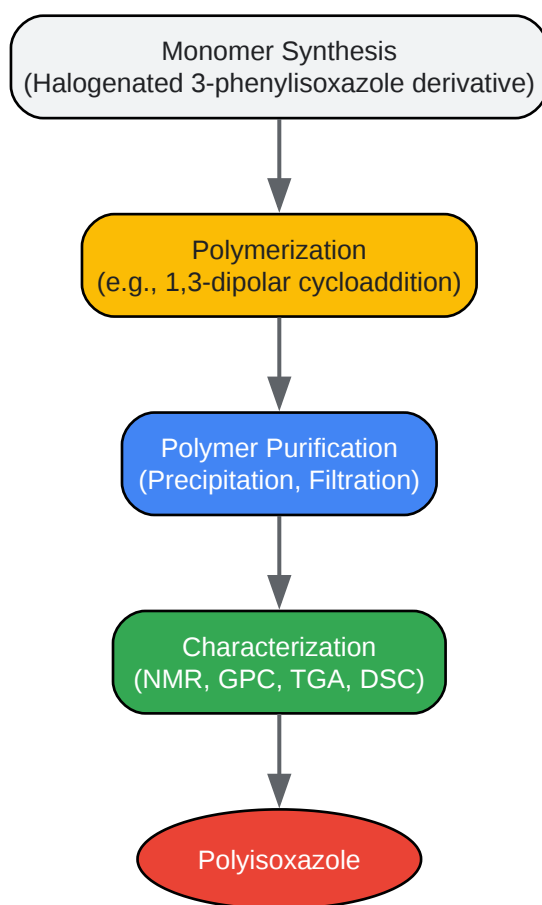 Monomer Synthesis
(Halogenated 3-phenylisoxazole derivative)
Polymerization
(e.g., 1,3-dipolar cycloaddition)
Polymer Purification
(Precipitation, Filtration)
Characterization
(NMR, GPC, TGA, DSC)
Polyisoxazole